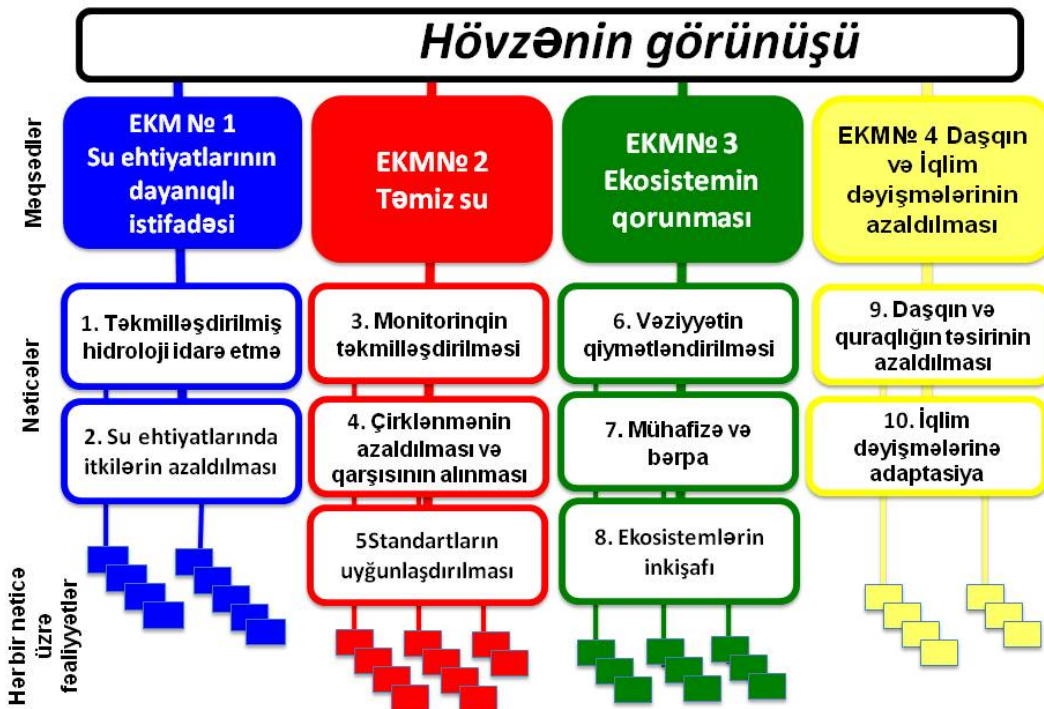 Hövzənin görünüşü
Məqsədlər
EKM № 1
Su ehtiyatlarının
dayanıqlı
istifadəsi
EKM№ 2
Təmiz su
EKM№ 3
Ekosistemin
qorunması
EKM№ 4 Daşqın
və İqlim
dəyişmələrinin
azaldılması
Nəticələr
1. Təkmilləşdirilmiş
hidroloji idarə etmə
3. Monitorinqin
təkmilləşdirilməsi
6. Vəziyyətin
qiymətləndirilməsi
9. Daşqın və
quraqlığın təsirinin
azaldılması
2. Su ehtiyatlarında
itkilərin azaldılması
4. Çirklənmənin
azaldılması və
qarşısının alınması
7. Mühafizə və
bərpa
10. İqlim
dəyişmələrinə
adaptasiya
5Standartların
uyğunlaşdırılması
8. Ekosistemlərin
inkişafı
Hərbir nəticə
üzrə
fəaliyyətlər